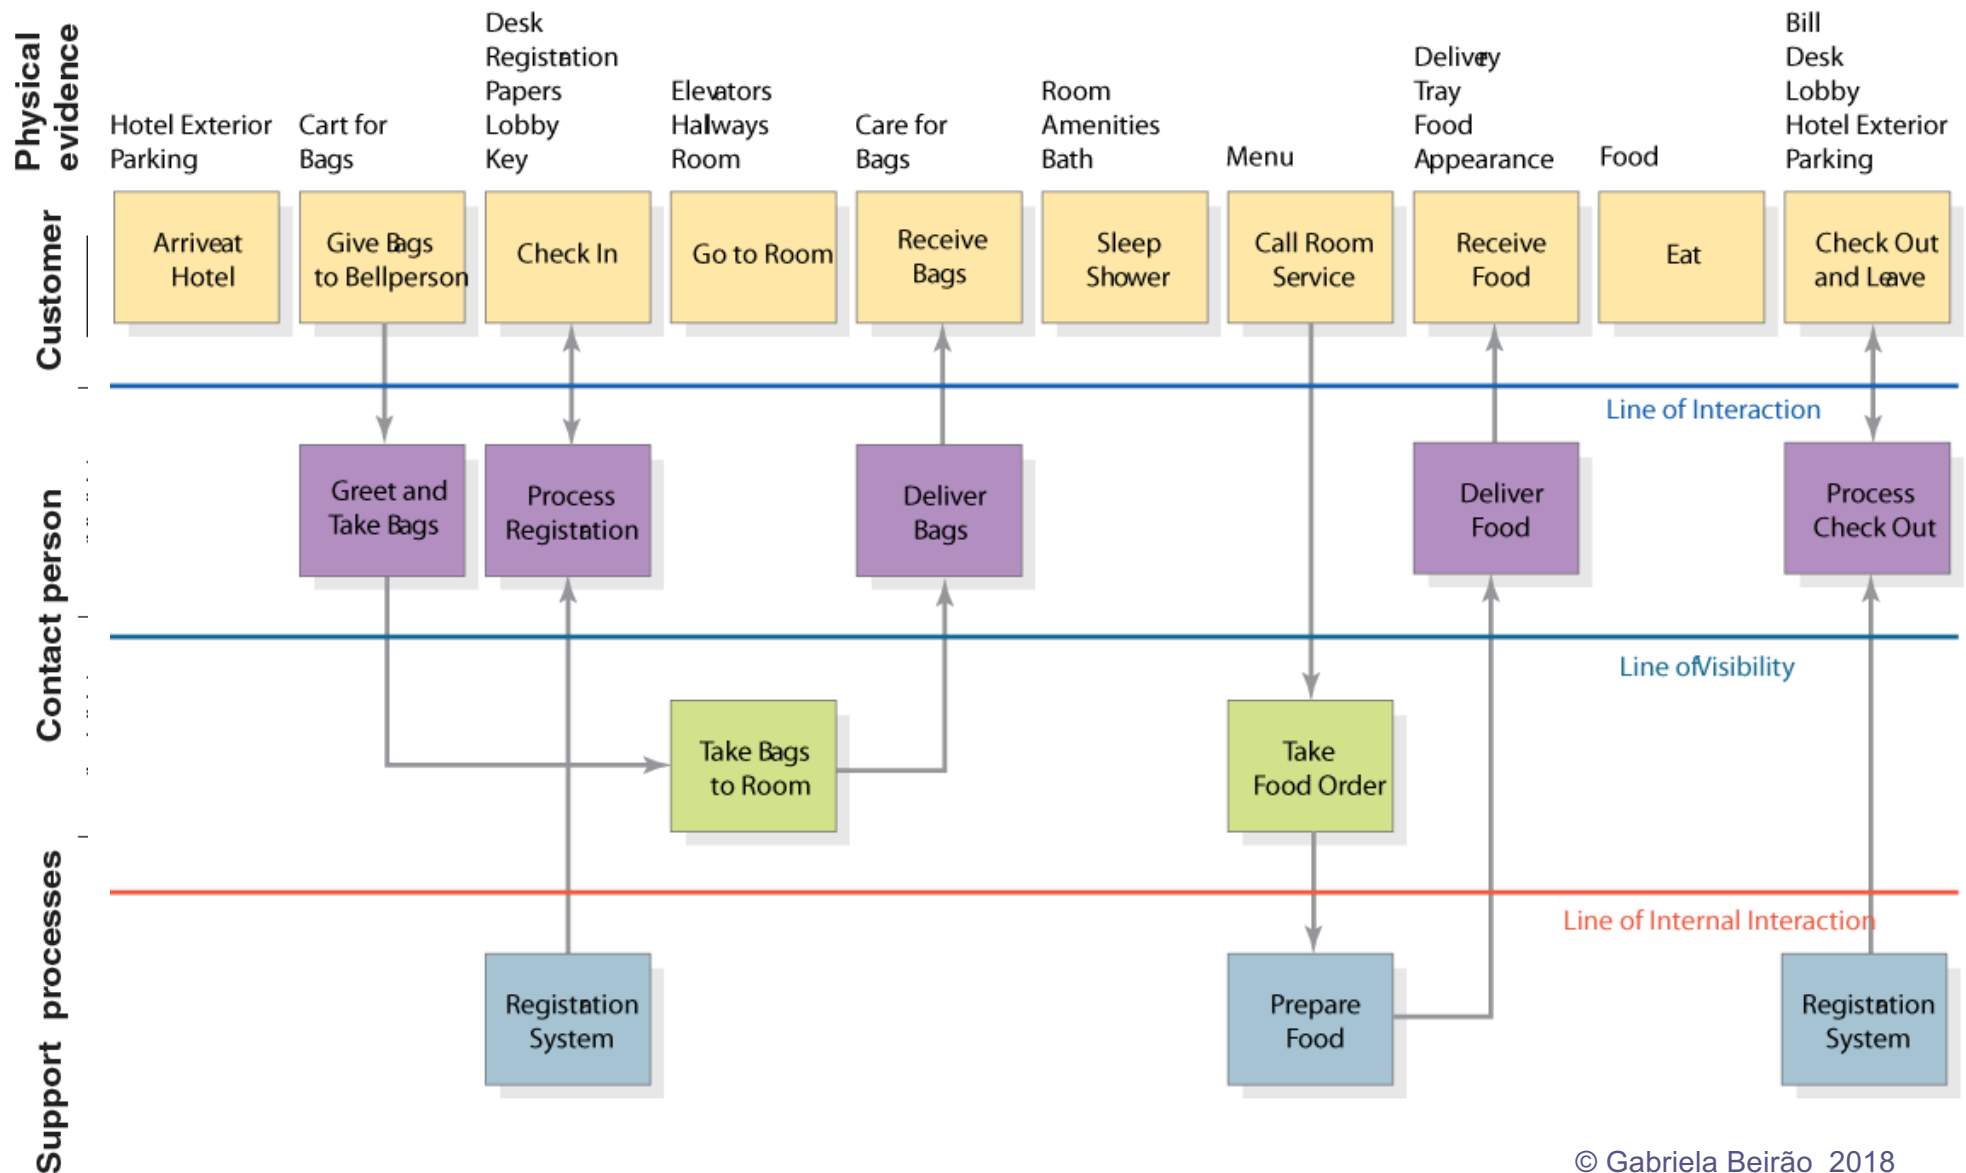 Physical
evidence
Hotel Exterior
Parking
Cart for
Bags
Desk
Registration
Papers
Lobby
Key
Elevators
Hallways
Room
Care for
Bags
Room
Amenities
Bath
Menu
Delivery
Tray
Food
Appearance
Food
Bill
Desk
Lobby
Hotel Exterior
Parking
Customer
Arrive at
Hotel
Give Bags
to Bellperson
Check In
Go to Room
Receive
Bags
Sleep
Shower
Call Room
Service
Receive
Food
Eat
Check Out
and Leave
Line of Interaction
Contact person
Greet and
Take Bags
Process
Registration
Deliver
Bags
Deliver
Food
Process
Check Out
Line of Visibility
Take Bags
to Room
Take
Food Order
Line of Internal Interaction
Support processes
Registration
System
Prepare
Food
Registration
System
© Gabriela Beirão 2018